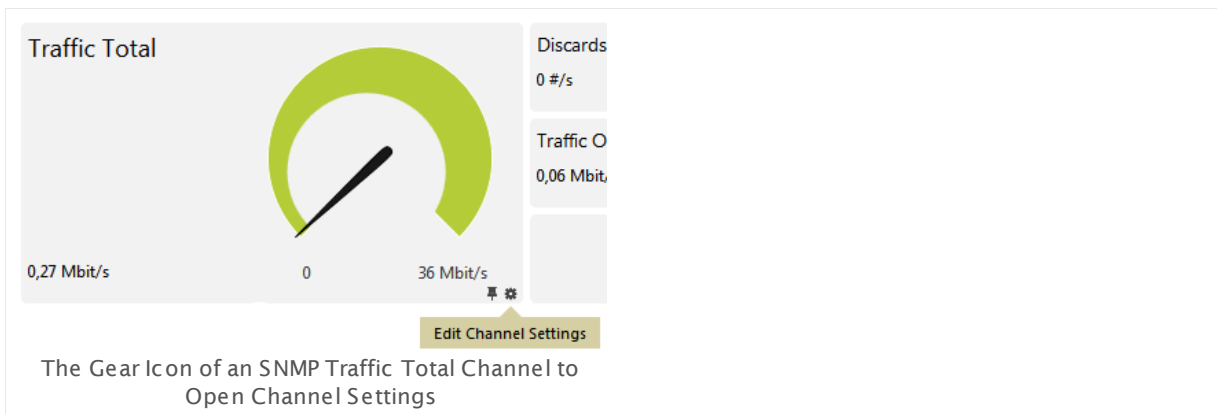 Traffic Total
0,27 Mbit/s
0
36 Mbit/s
Discards
0 #/s
Traffic O
0,06 Mbit/
Edit Channel Settings
The Gear Icon of an SNMP Traffic Total Channel to
Open Channel Settings